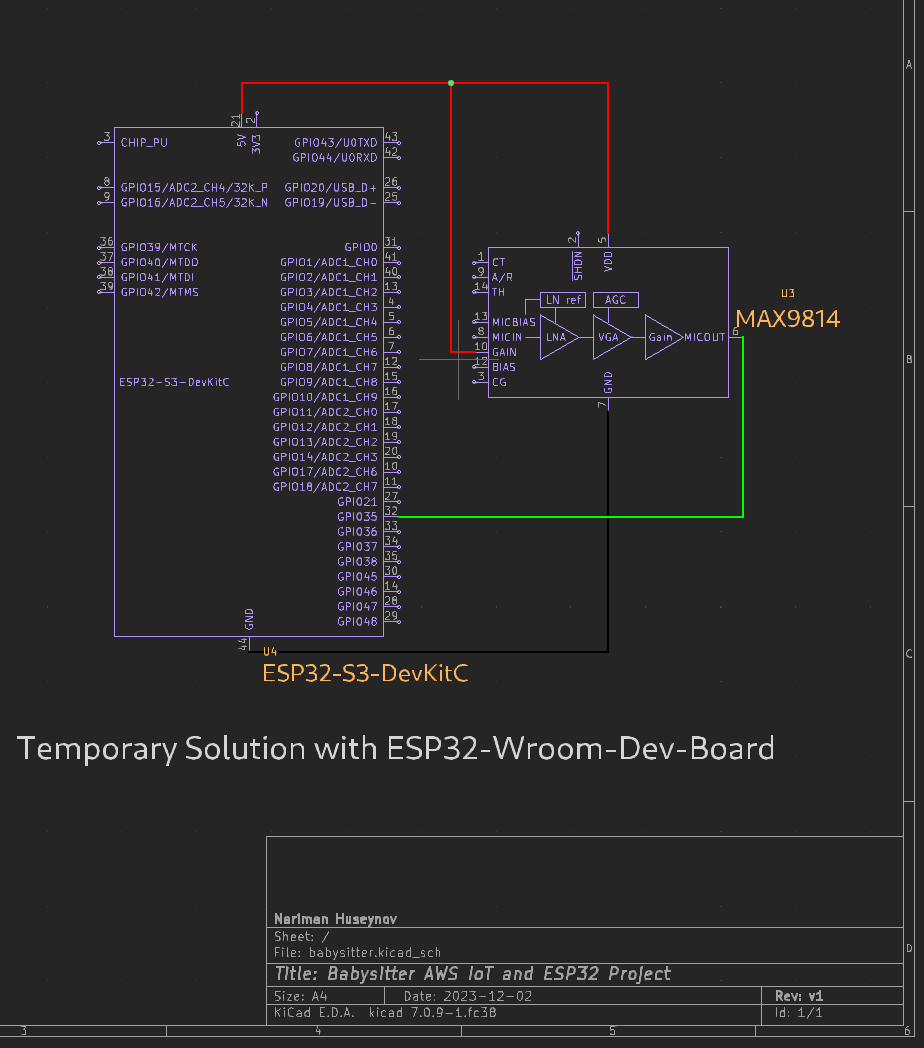 A
21
2
5V
3V3
3 CHIP_PU
GPIO43/U0TXD 43
GPIO44/U0RXD 42
8 GPIO15/ADC2_CH4/32K_P
GPIO20/USB_D+ 26
9 GPIO16/ADC2_CH5/32K_N
GPIO19/USB_D- 25
36 GPIO39/MTCK
GPIO0 31
37 GPIO40/MTDO
GPIO1/ADC1_CH0 41
38 GPIO41/MTDI
GPIO2/ADC1_CH1 40
39 GPIO42/MTMS
GPIO3/ADC1_CH2 13
GPIO4/ADC1_CH3 4
GPIO5/ADC1_CH4 5
GPIO6/ADC1_CH5 6
GPIO7/ADC1_CH6 7
GPIO8/ADC1_CH7 12
ESP32-S3-DevKitC
GPIO9/ADC1_CH8 15
GPIO10/ADC1_CH9 16
GPIO11/ADC2_CH0 17
GPIO12/ADC2_CH1 18
GPIO13/ADC2_CH2 19
GPIO14/ADC2_CH3 20
GPIO17/ADC2_CH6 10
GPIO18/ADC2_CH7 11
GPIO21 27
GPIO35 32
GPIO36 33
GPIO37 34
GPIO38 35
GPIO45 30
GPIO46 14
GPIO47 28
GPIO48 29
GND
44
U4
ESP32-S3-DevKitC
2
5
SHDN
VDD
1 CT
9 A/R
14 TH
LN ref
AGC
13 MICBIAS
8 MICIN
LNA
VGA
Gain
MICOUT 6
10 GAIN
12 BIAS
3 CG
GND
7
U3
MAX9814
B
C
Temporary Solution with ESP32-Wroom-Dev-Board
Nariman Huseynov
Sheet: /
File: babysitter.kicad_sch
Title: Babysitter AWS IoT and ESP32 Project
Size: A4
Date: 2023-12-02
Rev: v1
KiCad E.D.A. kicad 7.0.9-1.fc38
Id: 1/1
D
3
4
5
6